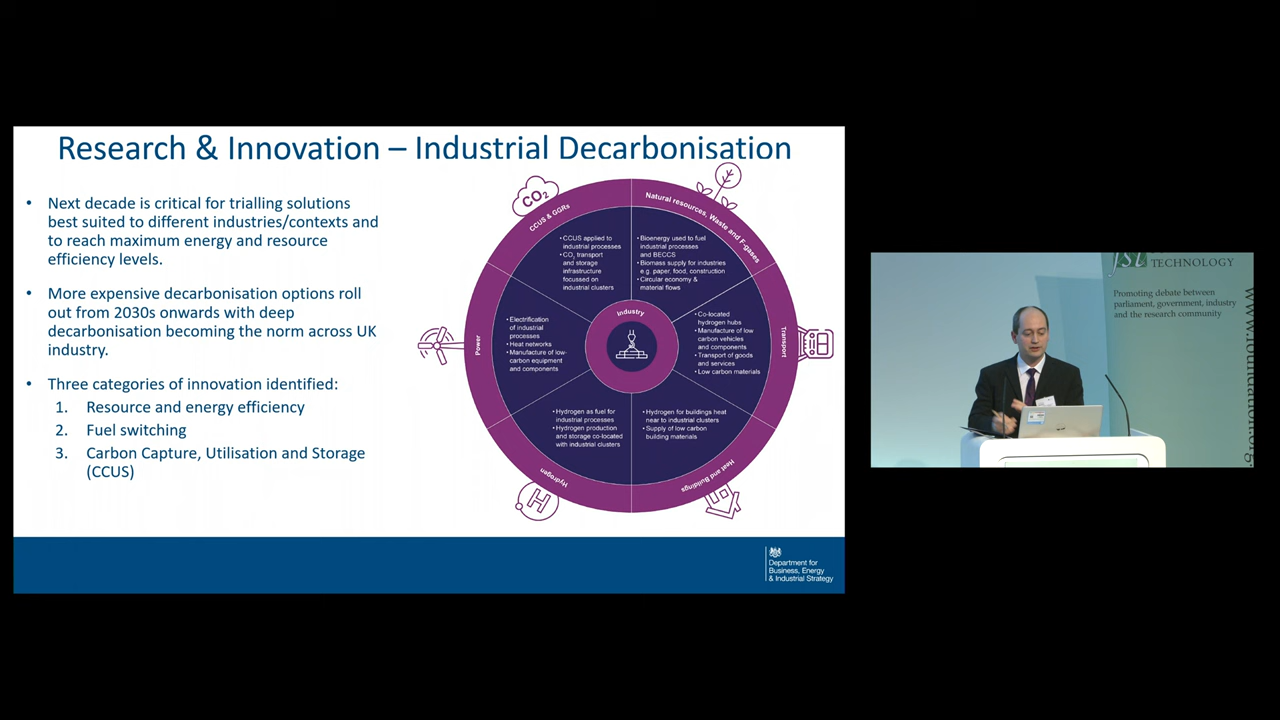 Research & Innovation – Industrial Decarbonisation
• Next decade is critical for trialling solutions
best suited to different industries/contexts and
to reach maximum energy and resource
efficiency levels.
• More expensive decarbonisation options roll
out from 2030s onwards with deep
decarbonisation becoming the norm across UK
industry.
• Three categories of innovation identified:
1. Resource and energy efficiency
2. Fuel switching
3. Carbon Capture, Utilisation and Storage
(CCUS)
CO₂
CCUS & GGRs
• CCUS applied to
industrial processes
• CO₂ transport
and storage
infrastructure
focussed on
industrial clusters
Natural resources, Waste and F-gases
• Bioenergy used to fuel
industrial processes
and BECCS
• Biomass supply for industries
e.g. paper, food, construction
• Circular economy &
material flows
Power
• Electrification
of industrial
processes
• Heat networks
• Manufacture of low-
carbon equipment
and components
Industry
Transport
• Co-located
hydrogen hubs
• Manufacture of low
carbon vehicles
and components
• Transport of goods
and services
• Low carbon materials
Hydrogen
• Hydrogen as fuel for
industrial processes
• Hydrogen production
and storage co-located
with industrial clusters
H
Heat and Buildings
• Hydrogen for buildings heat
near to industrial clusters
• Supply of low carbon
building materials
Department for
Business, Energy
& Industrial Strategy
fst TECHNOLOGY
Promoting debate between
parliament, government, industry
and the research community